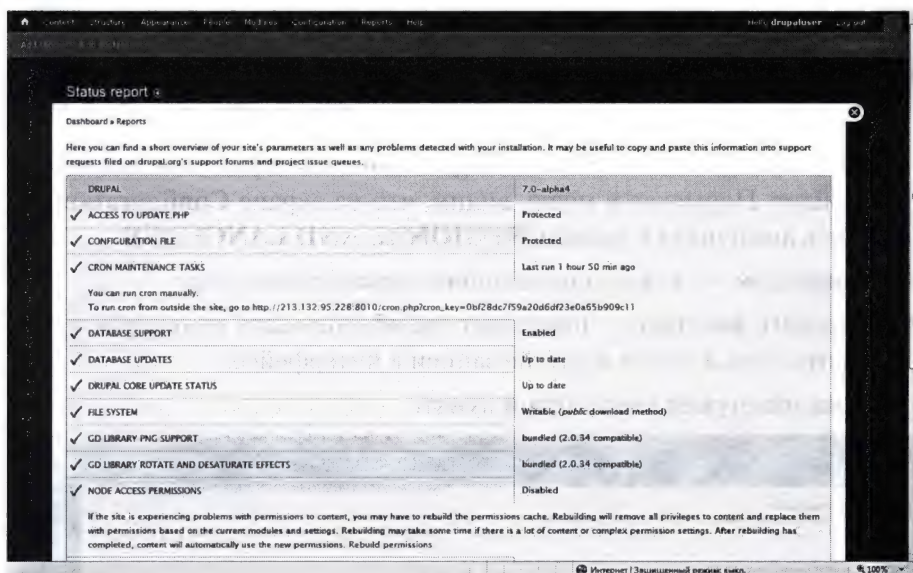 Content Structure Appearance People Modules Configuration Reports Help Hello drupaluser Log out
Status report
Dashboard » Reports
Here you can find a short overview of your site's parameters as well as any problems detected with your installation. It may be useful to copy and paste this information into support
requests filed on drupal.org's support forums and project issue queues.
DRUPAL 7.0-alpha4
ACCESS TO UPDATE PHP Protected
CONFIGURATION FILE Protected
CRON MAINTENANCE TASKS Last run 1 hour 50 min ago
You can run cron manually.
To run cron from outside the site, go to http://213.132.95.228:8010/cron.php?cron_key=0bf28dc7f59a20d6df23e0a65b909c11
DATABASE SUPPORT Enabled
DATABASE UPDATES Up to date
DRUPAL CORE UPDATE STATUS Up to date
FILE SYSTEM Writable (public download method)
GD LIBRARY PNG SUPPORT bundled (2.0.34 compatible)
GD LIBRARY ROTATE AND DESATURATE EFFECTS bundled (2.0.34 compatible)
NODE ACCESS PERMISSIONS Disabled
If the site is experiencing problems with permissions to content, you may have to rebuild the permissions cache. Rebuilding will remove all privileges to content and replace them
with permissions based on the current modules and settings. Rebuilding may take some time if there is a lot of content or complex permission settings. After rebuilding has
completed, content will automatically use the new permissions. Rebuild permissions
Интернет | Защищенный режим: выкл. 100%